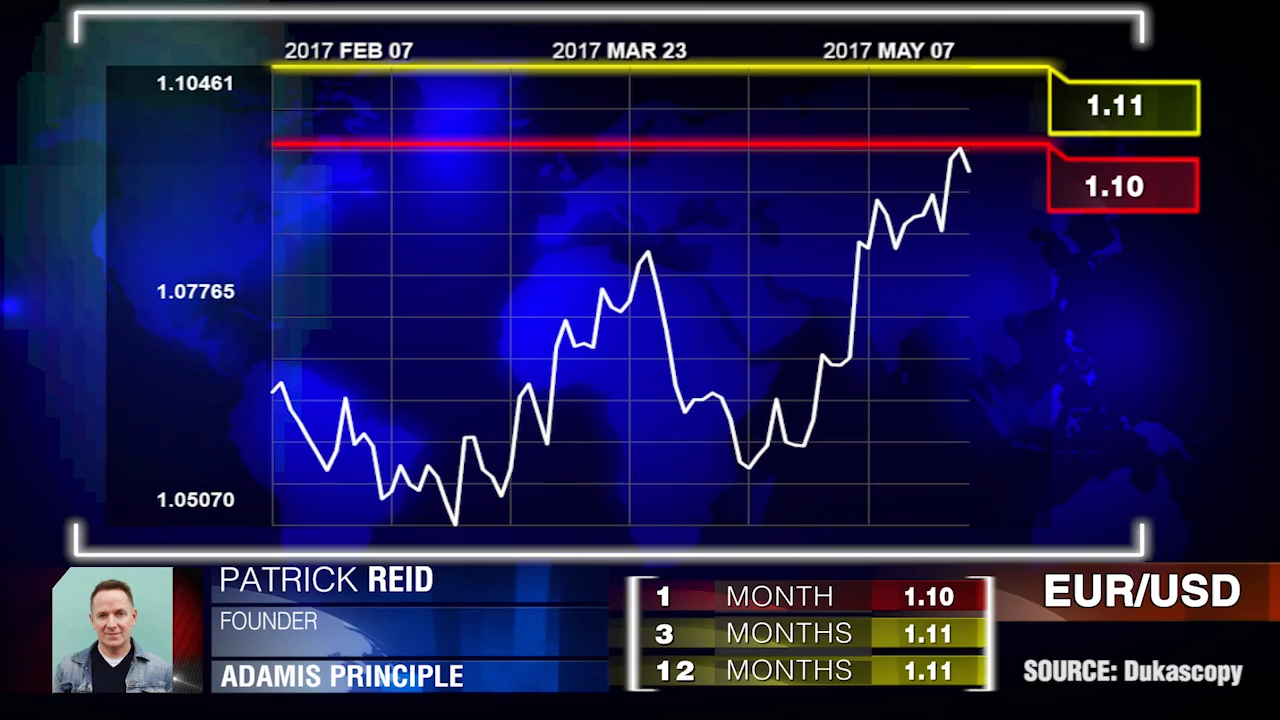 2017 FEB 07 2017 MAR 23 2017 MAY 07
1.10461
1.11
1.10
1.07765
1.05070
PATRICK REID
FOUNDER
ADAMIS PRINCIPLE
1 MONTH 1.10
3 MONTHS 1.11
12 MONTHS 1.11
EUR/USD
SOURCE: Dukascopy